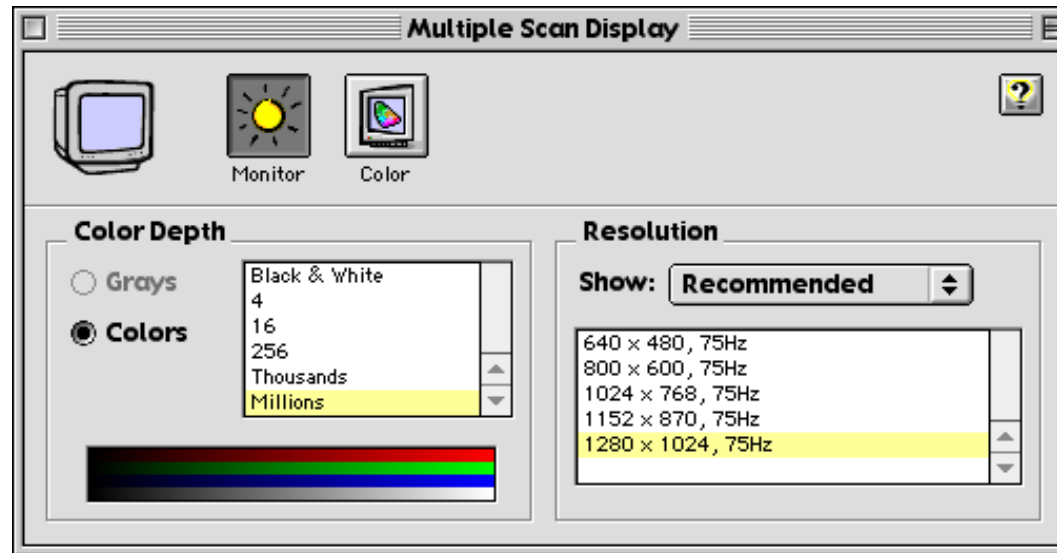 Multiple Scan Display
?
Monitor
Color
Color Depth
Grays
Colors
Black & White
4
16
256
Thousands
Millions
Resolution
Show: Recommended
640 x 480, 75Hz
800 x 600, 75Hz
1024 x 768, 75Hz
1152 x 870, 75Hz
1280 x 1024, 75Hz